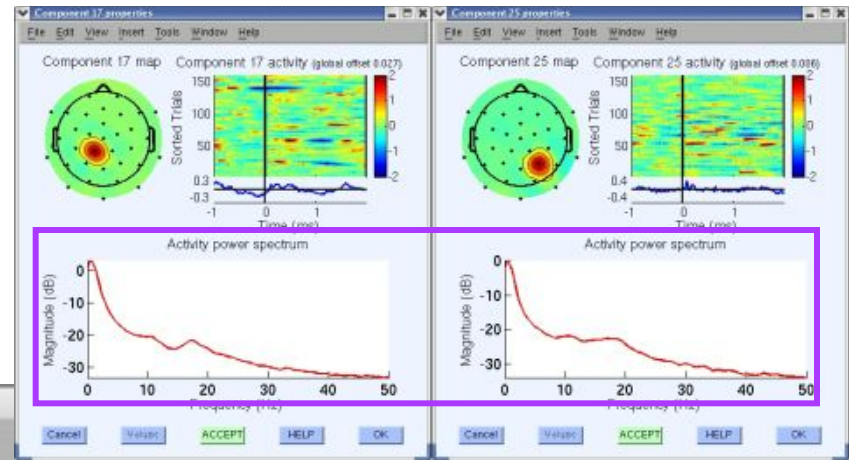 Component 17 properties
File Edit View Insert Tools Window Help
Component 17 map
Component 17 activity (global offset 0.027)
Sorted Trials
150
100
50
2
1
0
-1
-2
0.3
-0.3
-1 0 1
Time (ms)
Activity power spectrum
Magnitude (dB)
0
-10
-20
-30
0 10 20 30 40 50
Frequency (Hz)
Cancel Values ACCEPT HELP OK
Component 25 properties
File Edit View Insert Tools Window Help
Component 25 map
Component 25 activity (global offset 0.086)
Sorted Trials
150
100
50
2
1
0
-1
-2
0.4
-0.4
-1 0 1
Time (ms)
Activity power spectrum
Magnitude (dB)
0
-10
-20
-30
0 10 20 30 40 50
Frequency (Hz)
Cancel Values ACCEPT HELP OK